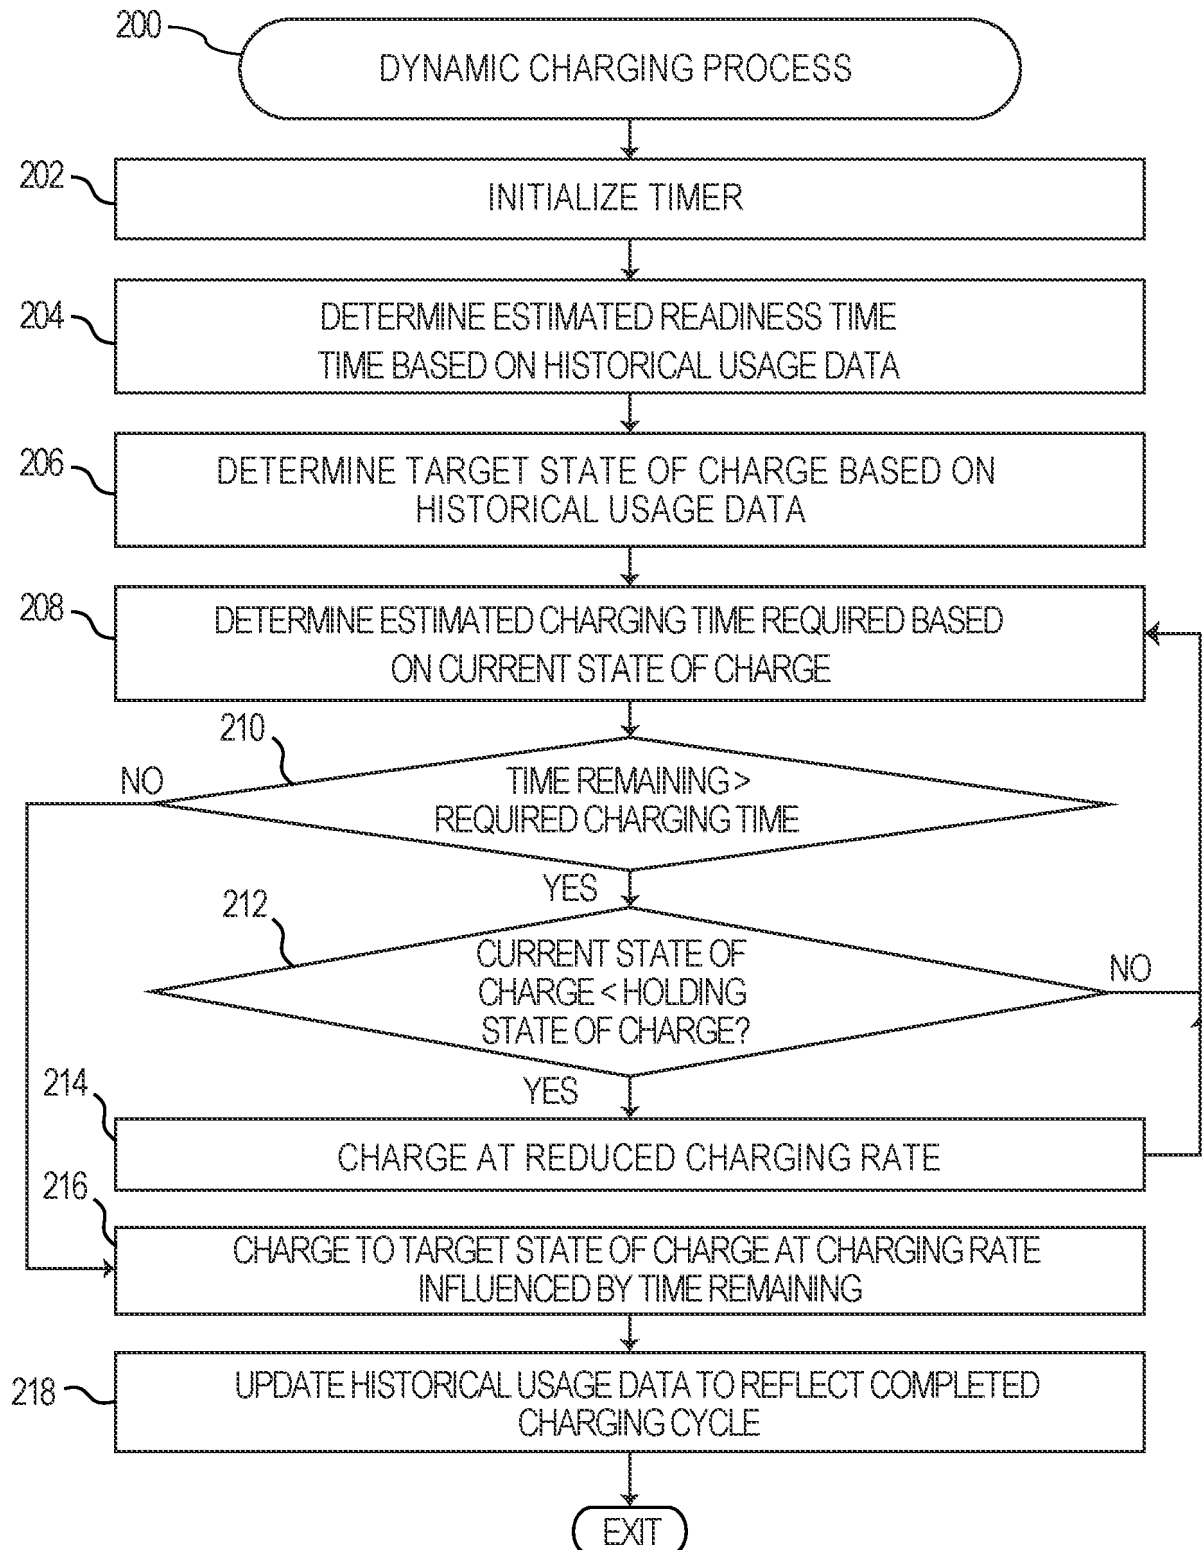 200
DYNAMIC CHARGING PROCESS
202
INITIALIZE TIMER
204
DETERMINE ESTIMATED READINESS TIME
TIME BASED ON HISTORICAL USAGE DATA
206
DETERMINE TARGET STATE OF CHARGE BASED ON
HISTORICAL USAGE DATA
208
DETERMINE ESTIMATED CHARGING TIME REQUIRED BASED
ON CURRENT STATE OF CHARGE
210
NO
TIME REMAINING >
REQUIRED CHARGING TIME
YES
212
CURRENT STATE OF
CHARGE < HOLDING
STATE OF CHARGE?
NO
YES
214
CHARGE AT REDUCED CHARGING RATE
216
CHARGE TO TARGET STATE OF CHARGE AT CHARGING RATE
INFLUENCED BY TIME REMAINING
218
UPDATE HISTORICAL USAGE DATA TO REFLECT COMPLETED
CHARGING CYCLE
EXIT